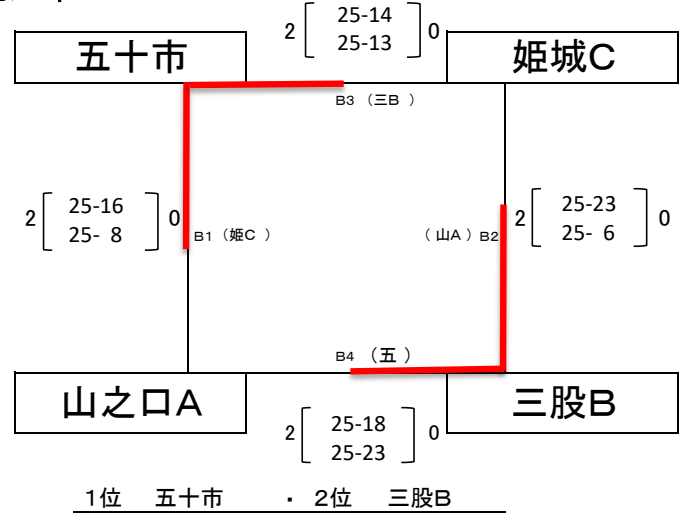 2 25-14 0
25-13
五十市 姫城C
B3 (三B )
2 25-16 0
25- 8
B1 (姫C )
(山A) B2
2 25-23 0
25- 6
B4 (五 )
山之口A 三股B
2 25-18 0
25-23
1位 五十市 ・ 2位 三股B